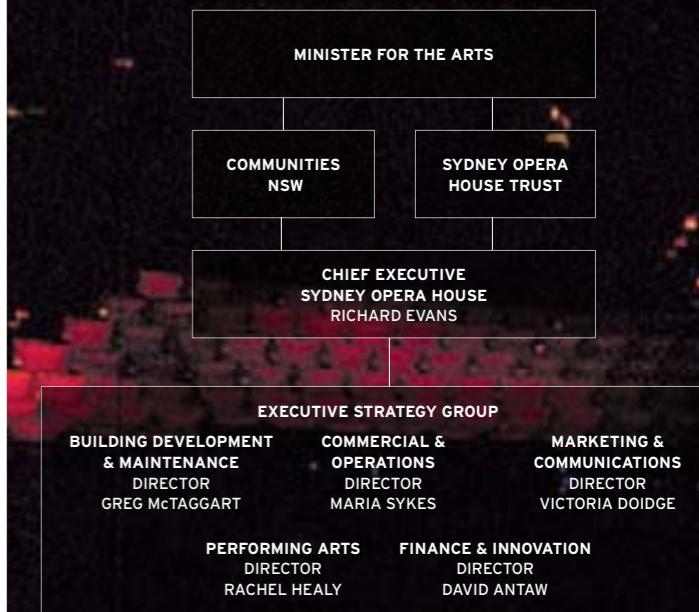 MINISTER FOR THE ARTS
COMMUNITIES
NSW
SYDNEY OPERA
HOUSE TRUST
CHIEF EXECUTIVE
SYDNEY OPERA HOUSE
RICHARD EVANS
EXECUTIVE STRATEGY GROUP
BUILDING DEVELOPMENT
& MAINTENANCE
DIRECTOR
GREG McTAGGART
COMMERCIAL &
OPERATIONS
DIRECTOR
MARIA SYKES
MARKETING &
COMMUNICATIONS
DIRECTOR
VICTORIA DOIDGE
PERFORMING ARTS
DIRECTOR
RACHEL HEALY
FINANCE & INNOVATION
DIRECTOR
DAVID ANTAW